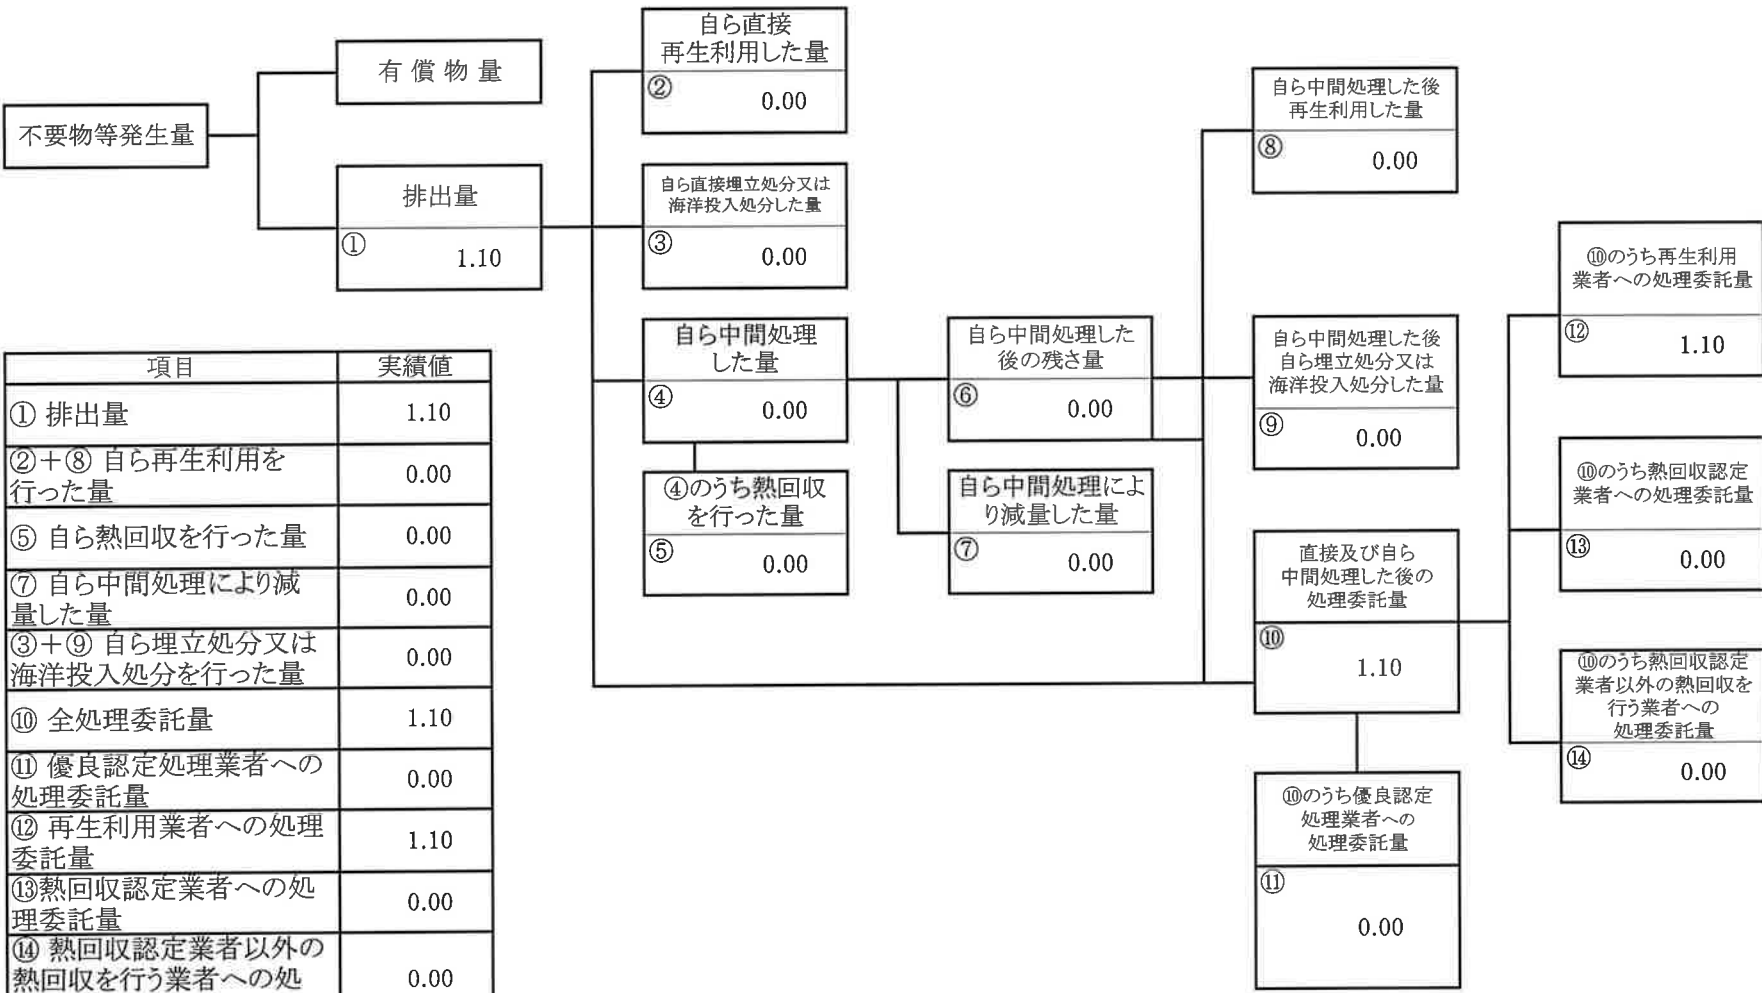 不要物等発生量
有償物量
排出量
①
1.10
自ら直接
再生利用した量
②
0.00
自ら直接埋立処分又は
海洋投入処分した量
③
0.00
自ら中間処理
した量
④
0.00
④のうち熱回収
を行った量
⑤
0.00
自ら中間処理した
後の残さ量
⑥
0.00
自ら中間処理によ
り減量した量
⑦
0.00
自ら中間処理した後
再生利用した量
⑧
0.00
自ら中間処理した後
自ら埋立処分又は
海洋投入処分した量
⑨
0.00
直接及び自ら
中間処理した後の
処理委託量
⑩
1.10
⑩のうち優良認定
処理業者への
処理委託量
⑪
0.00
⑩のうち再生利用
業者への処理委託量
⑫
1.10
⑩のうち熱回収認定
業者への処理委託量
⑬
0.00
⑩のうち熱回収認定
業者以外の熱回収を
行う業者への
処理委託量
⑭
0.00
項目 実績値
① 排出量 1.10
②＋⑧ 自ら再生利用を
行った量 0.00
⑤ 自ら熱回収を行った量 0.00
⑦ 自ら中間処理により減
量した量 0.00
③＋⑨ 自ら埋立処分又は
海洋投入処分を行った量 0.00
⑩ 全処理委託量 1.10
⑪ 優良認定処理業者への
処理委託量 0.00
⑫ 再生利用業者への処理
委託量 1.10
⑬熱回収認定業者への処
理委託量 0.00
⑭ 熱回収認定業者以外の
熱回収を行う業者への処 0.00